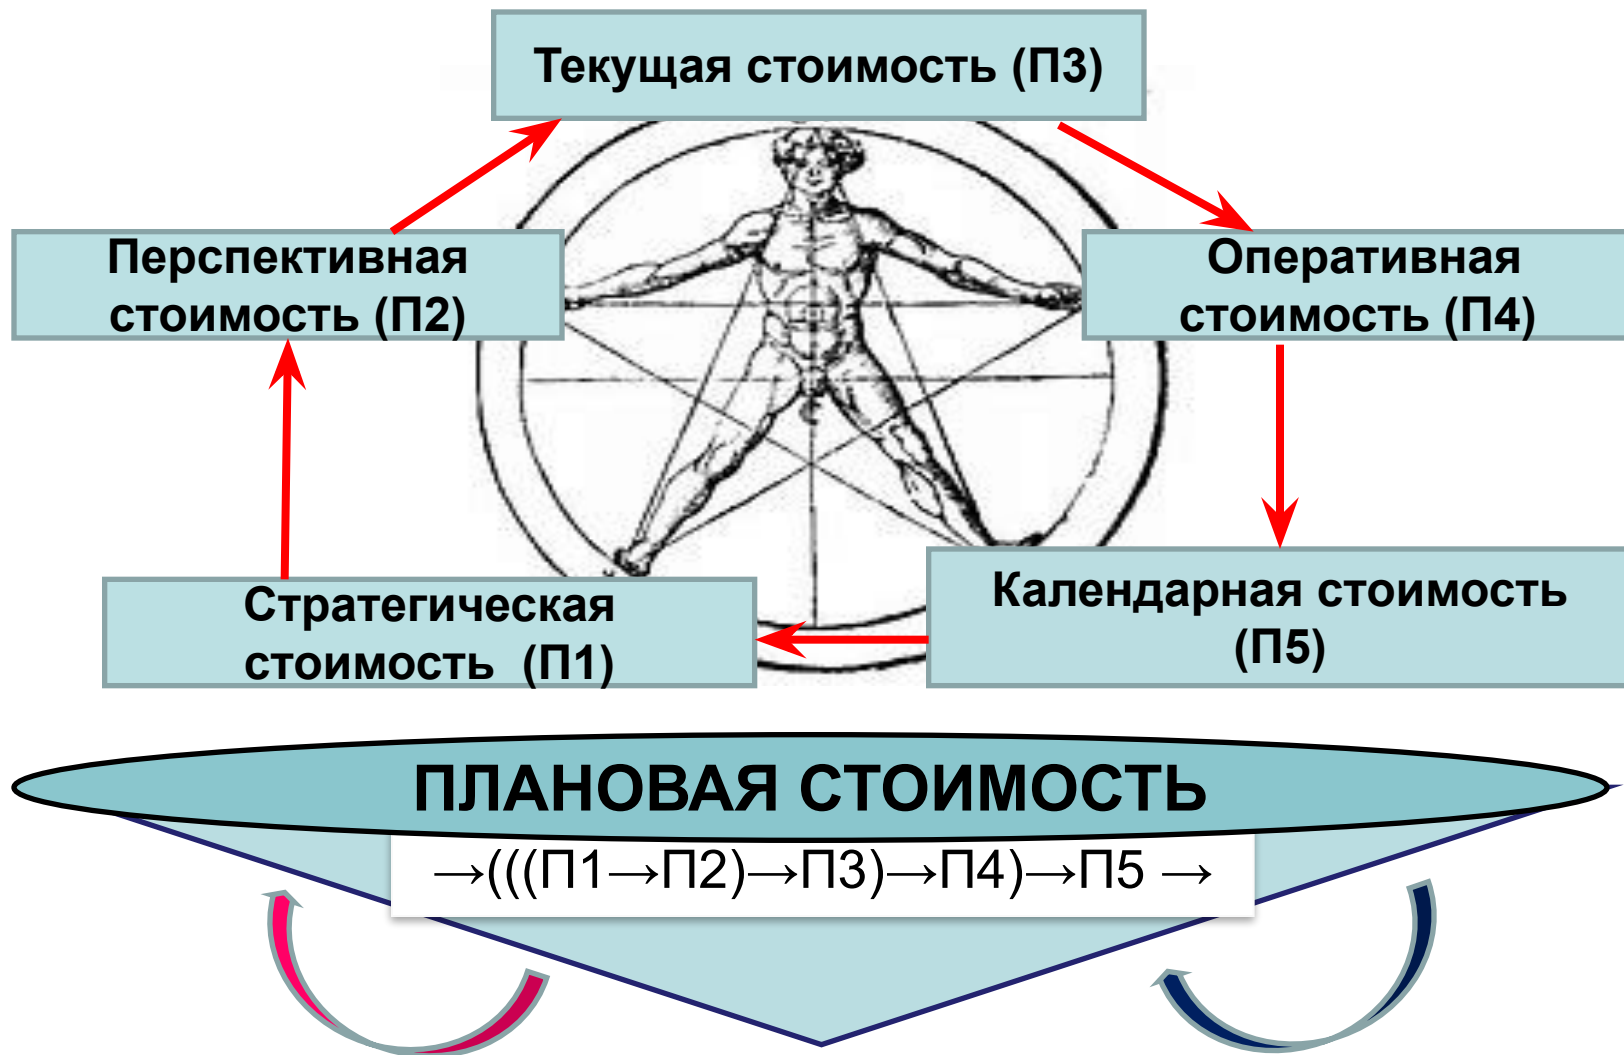 Текущая стоимость (П3)
Перспективная
стоимость (П2)
Оперативная
стоимость (П4)
Стратегическая
стоимость (П1)
Календарная стоимость
(П5)
ПЛАНОВАЯ СТОИМОСТЬ
→(((П1→П2)→П3)→П4)→П5 →